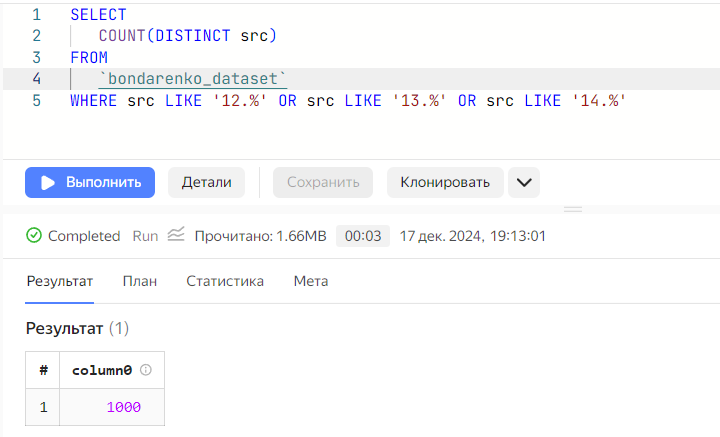 1 SELECT
2 COUNT(DISTINCT src)
3 FROM
4 `bondarenko_dataset`
5 WHERE src LIKE '12.%' OR src LIKE '13.%' OR src LIKE '14.%'
Выполнить Детали Сохранить Клонировать
Completed Run Прочитано: 1.66MB 00:03 17 дек. 2024, 19:13:01
Результат План Статистика Мета
Результат (1)
# column0
1 1000